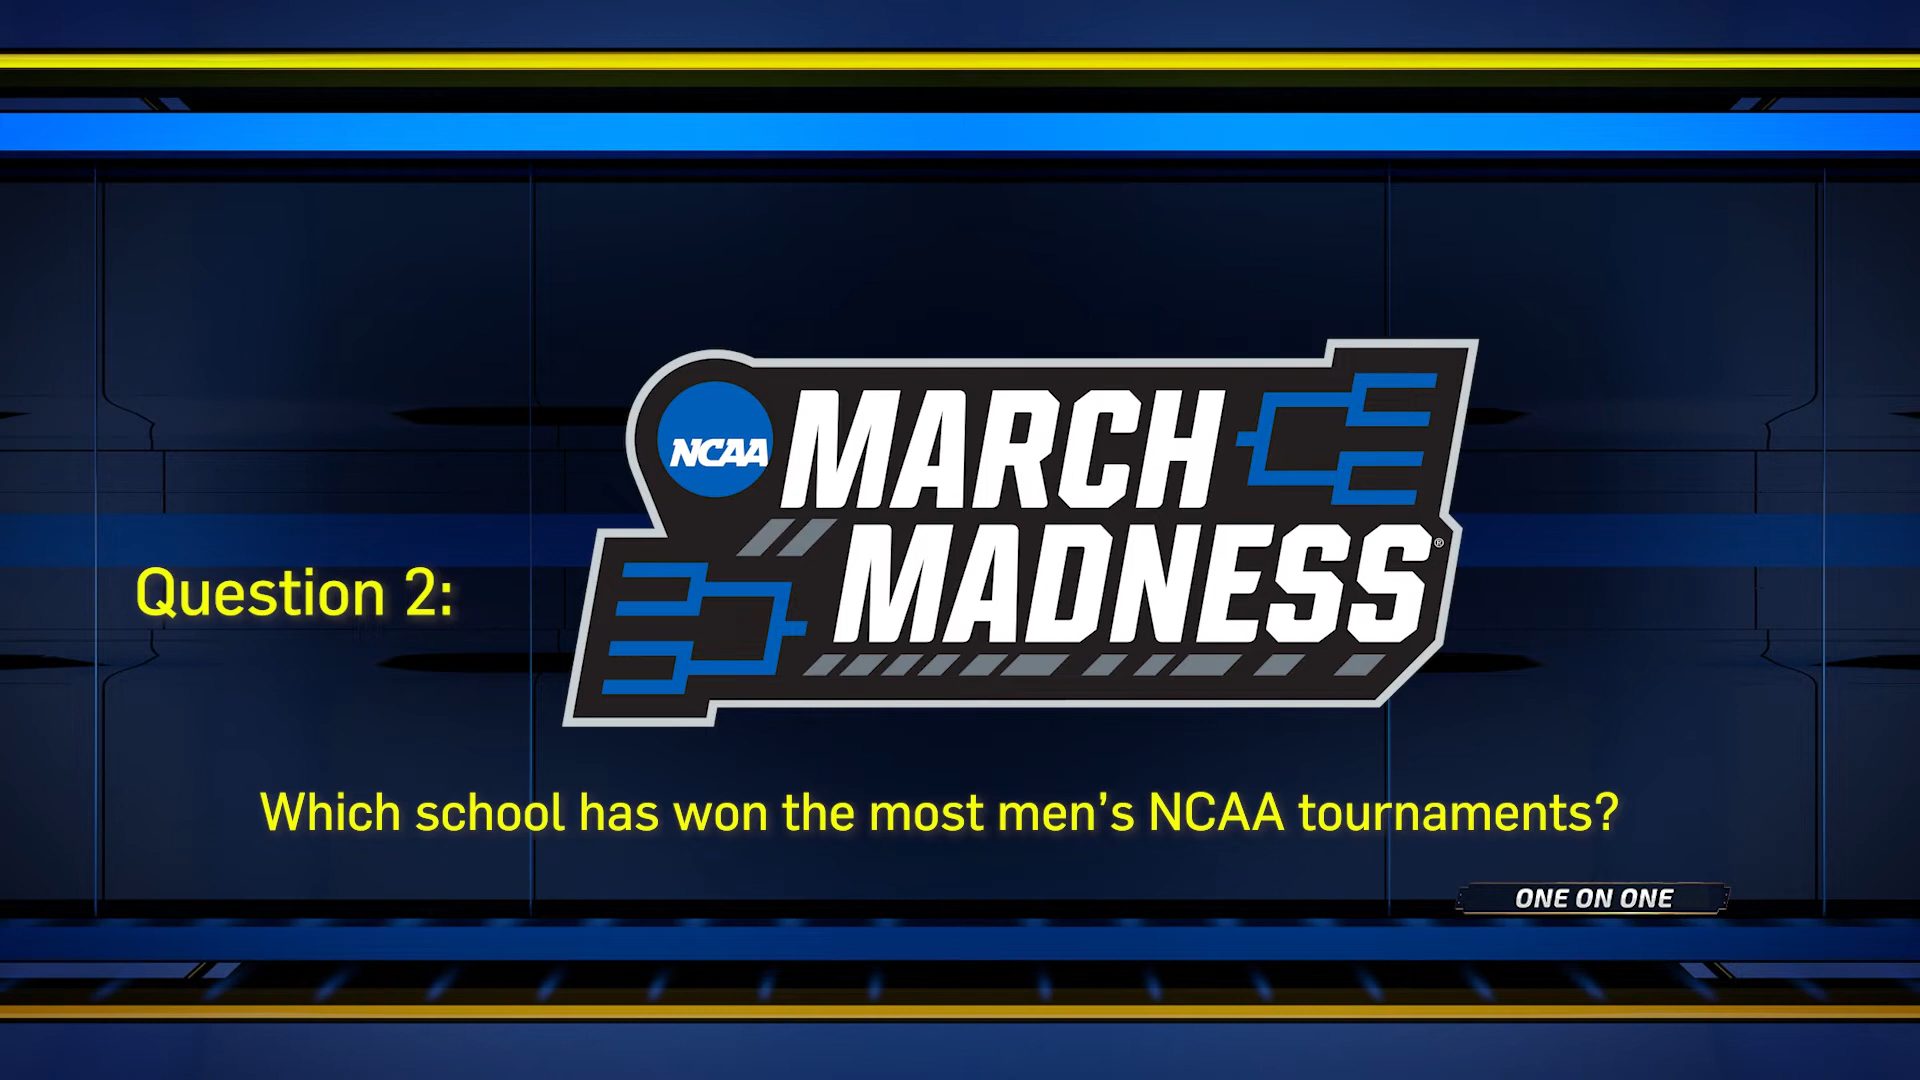 NCAA
MARCH
MADNESS®
Question 2:
Which school has won the most men’s NCAA tournaments?
ONE ON ONE